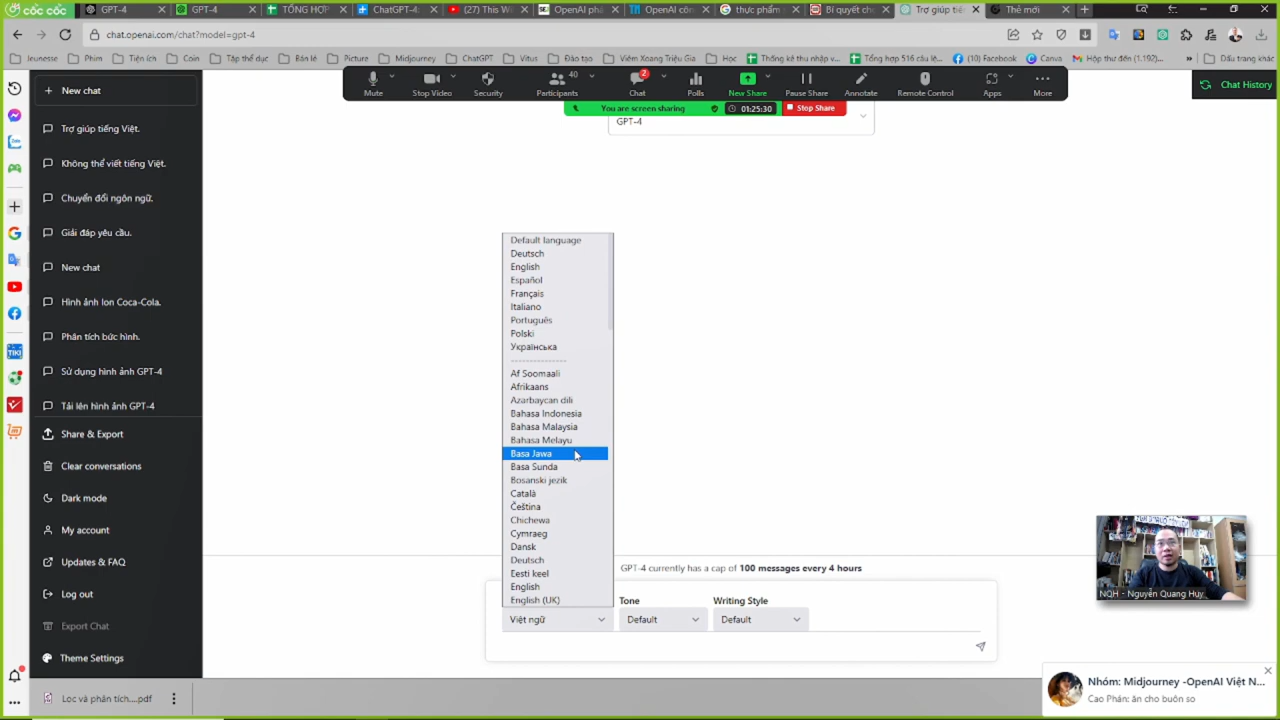 CỐC CỐC
GPT-4
GPT-4
TỔNG HỢP
ChatGPT-4:
(27) This Wi
OpenAI ph
OpenAI côn
thực phẩm
Bí quyết ch
Trợ giúp tiế
Thẻ mới
chat.openai.com/chat?model=gpt-4
Jeunesse
Phim
Tiện ích
Coin
Tập thể dục
Bán lẻ
Picture
Midjourney
ChatGPT
Vitus
Đào tạo
Viêm Xoang Triệu Gia
Học
Thống kê thu nhập v...
Tổng hợp 516 câu lệ...
(10) Facebook
Canva
Hộp thư đến (1.192)...
»
Dấu trang khác
Mute
Stop Video
Security
Participants
40
Chat
2
Polls
New Share
Pause Share
Annotate
Remote Control
Apps
More
You are screen sharing
01:25:30
Stop Share
Chat History
GPT-4
New chat
Trợ giúp tiếng Việt.
Không thể viết tiếng Việt.
Chuyển đổi ngôn ngữ.
Giải đáp yêu cầu.
New chat
Hình ảnh lon Coca-Cola.
Phân tích bức hình.
Sử dụng hình ảnh GPT-4
Tải lên hình ảnh GPT-4
Share & Export
Clear conversations
Dark mode
My account
Updates & FAQ
Log out
Export Chat
Theme Settings
Zalo
TIKI
Default language
Deutsch
English
Español
Français
Italiano
Português
Polski
Українська
----------------
Af Soomaali
Afrikaans
Azərbaycan dili
Bahasa Indonesia
Bahasa Malaysia
Bahasa Melayu
Basa Jawa
Basa Sunda
Bosanski jezik
Català
Čeština
Chichewa
Cymraeg
Dansk
Deutsch
Eesti keel
English
English (UK)
GPT-4 currently has a cap of 100 messages every 4 hours
Tone
Writing Style
Việt ngữ
Default
Default
NQH - Nguyễn Quang Huy
Nhóm: Midjourney -OpenAI Việt N...
Cao Phán: ăn cho buôn so
Loc và phân tích....pdf